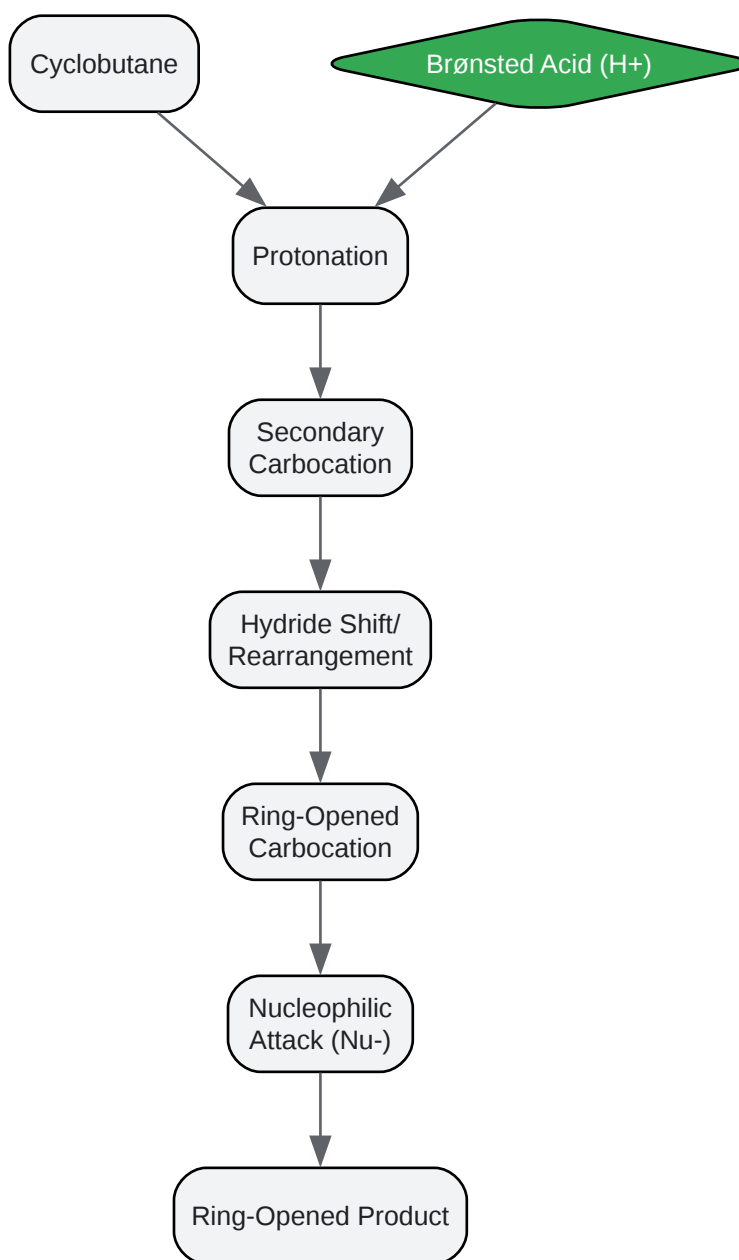 Cyclobutane
Brønsted Acid (H+)
Protonation
Secondary
Carbocation
Hydride Shift/
Rearrangement
Ring-Opened
Carbocation
Nucleophilic
Attack (Nu-)
Ring-Opened Product